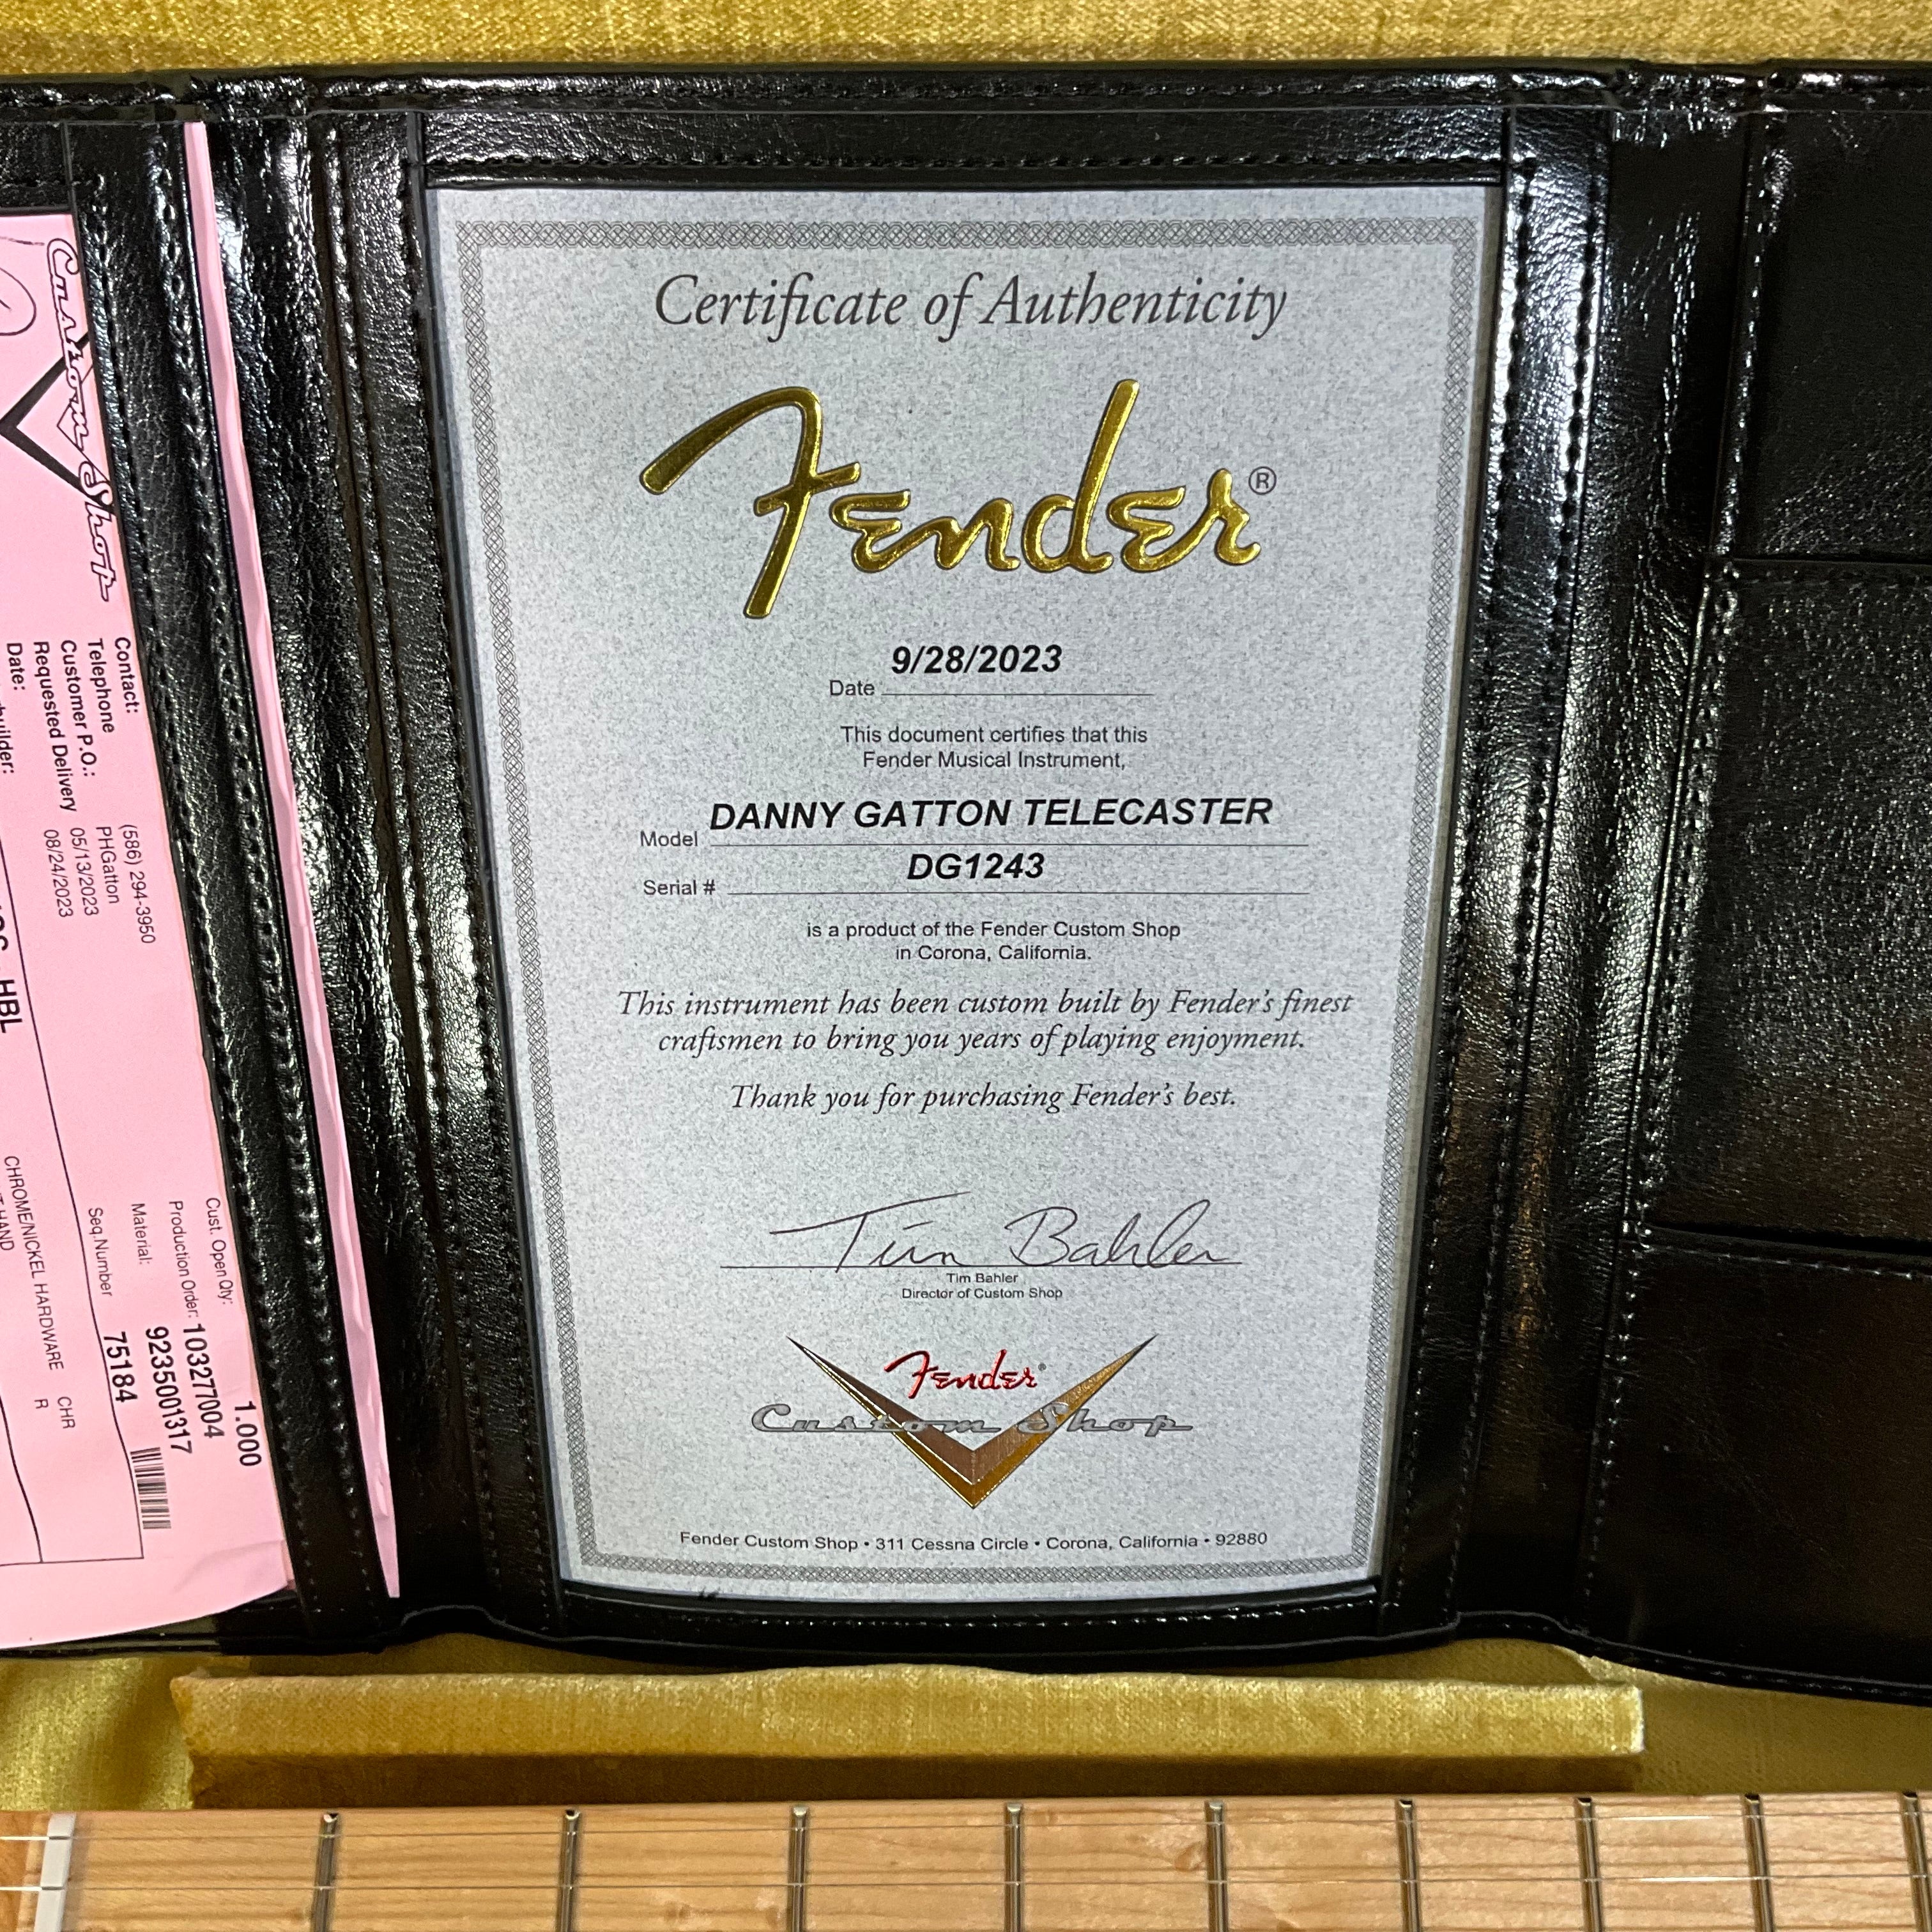 Certificate of Authenticity
Fender®
9/28/2023
Date
This document certifies that this
Fender Musical Instrument,
DANNY GATTON TELECASTER
Model
DG1243
Serial #
is a product of the Fender Custom Shop
in Corona, California.
This instrument has been custom built by Fender's finest
craftsmen to bring you years of playing enjoyment.
Thank you for purchasing Fender's best.
Tim Bahler
Tim Bahler
Director of Custom Shop
Fender®
Custom Shop
Fender Custom Shop • 311 Cessna Circle • Corona, California • 92880
Custom Shop
Contact:
Telephone (586) 294-3950
Customer P.O.: PHGatton
Requested Delivery 05/13/2023
Date: 08/24/2023
HBL
Cust. Open Qty: 1.000
Production Order: 103277004
Material: 9235001317
Seq.Number 75184
CHROME/NICKEL HARDWARE CHR
HAND R